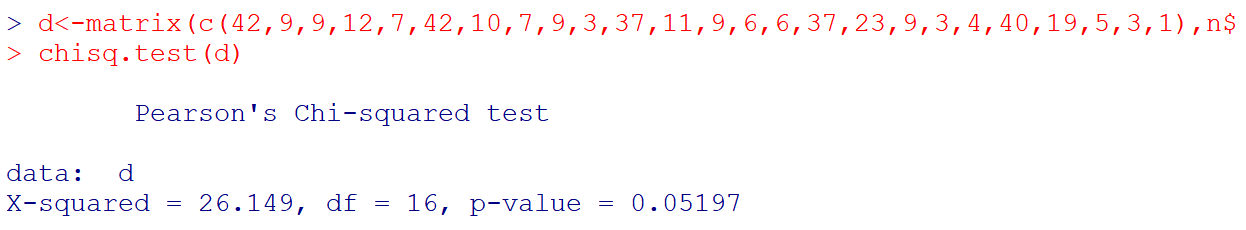 > d<-matrix(c(42,9,9,12,7,42,10,7,9,3,37,11,9,6,6,37,23,9,3,4,40,19,5,3,1),n$
> chisq.test(d)
Pearson's Chi-squared test
data:  d
X-squared = 26.149, df = 16, p-value = 0.05197